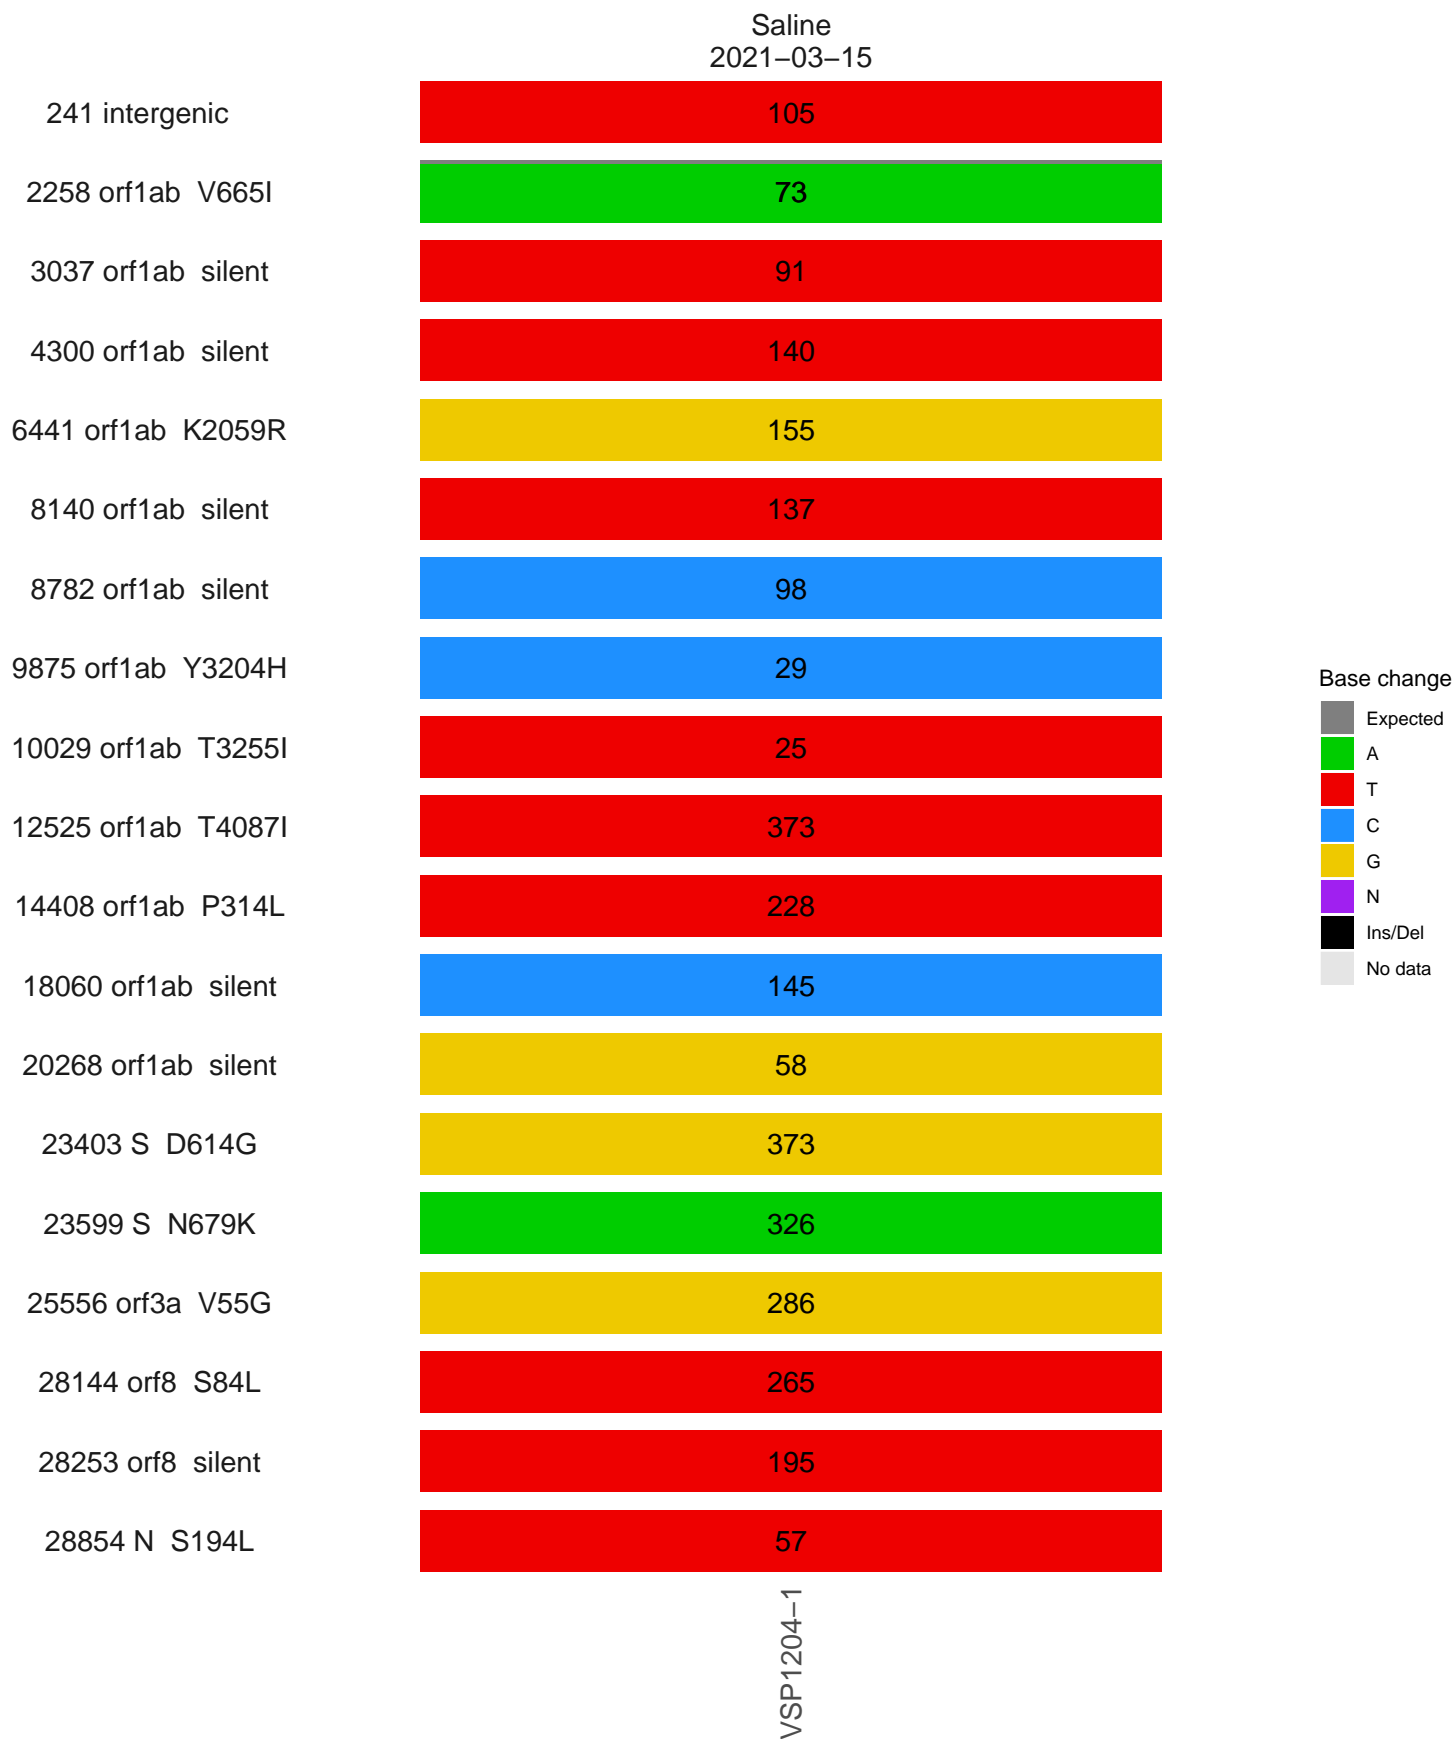 Saline
2021–03–15
241 intergenic 105
2258 orf1ab V665I 73
3037 orf1ab silent 91
4300 orf1ab silent 140
6441 orf1ab K2059R 155
8140 orf1ab silent 137
8782 orf1ab silent 98
9875 orf1ab Y3204H 29
10029 orf1ab T3255I 25
12525 orf1ab T4087I 373
14408 orf1ab P314L 228
18060 orf1ab silent 145
20268 orf1ab silent 58
23403 S D614G 373
23599 S N679K 326
25556 orf3a V55G 286
28144 orf8 S84L 265
28253 orf8 silent 195
28854 N S194L 57
VSP1204–1
Base change
Expected
A
T
C
G
N
Ins/Del
No data